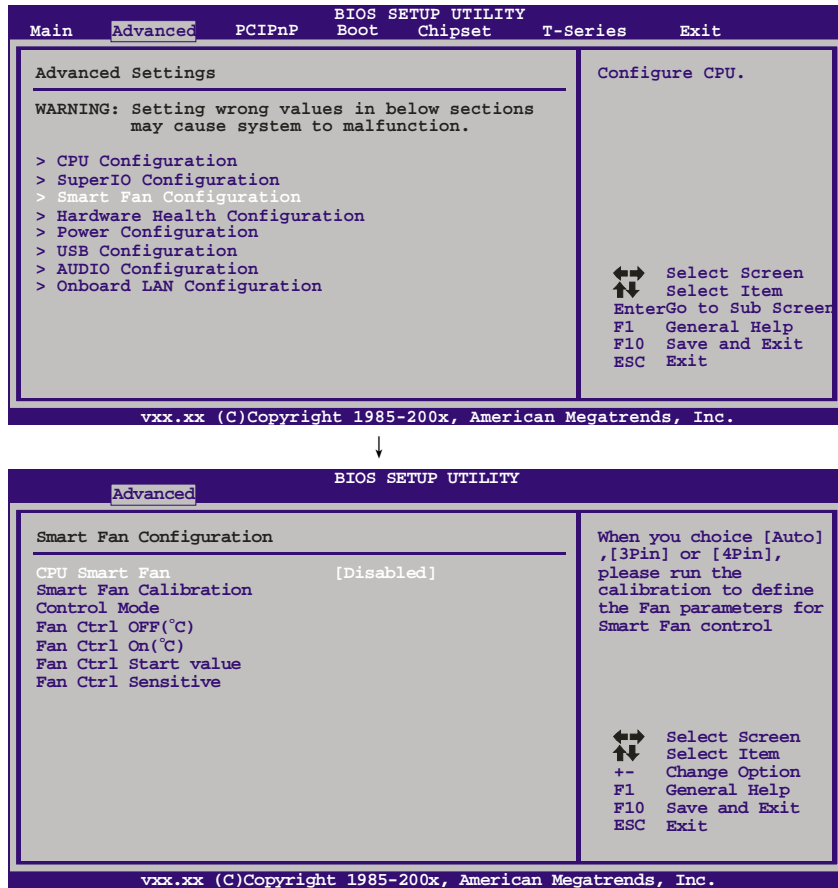 BIOS SETUP UTILITY
Main Advanced PCIPnP Boot Chipset T-Series Exit
Advanced Settings
WARNING: Setting wrong values in below sections
may cause system to malfunction.
> CPU Configuration
> SuperIO Configuration
> Smart Fan Configuration
> Hardware Health Configuration
> Power Configuration
> USB Configuration
> AUDIO Configuration
> Onboard LAN Configuration
Configure CPU.
Select Screen
Select Item
EnterGo to Sub Screen
F1 General Help
F10 Save and Exit
ESC Exit
vxx.xx (C)Copyright 1985-200x, American Megatrends, Inc.
BIOS SETUP UTILITY
Advanced
Smart Fan Configuration
CPU Smart Fan [Disabled]
Smart Fan Calibration
Control Mode
Fan Ctrl OFF(°C)
Fan Ctrl On(°C)
Fan Ctrl Start value
Fan Ctrl Sensitive
When you choice [Auto]
,[3Pin] or [4Pin],
please run the
calibration to define
the Fan parameters for
Smart Fan control
Select Screen
Select Item
+- Change Option
F1 General Help
F10 Save and Exit
ESC Exit
vxx.xx (C)Copyright 1985-200x, American Megatrends, Inc.